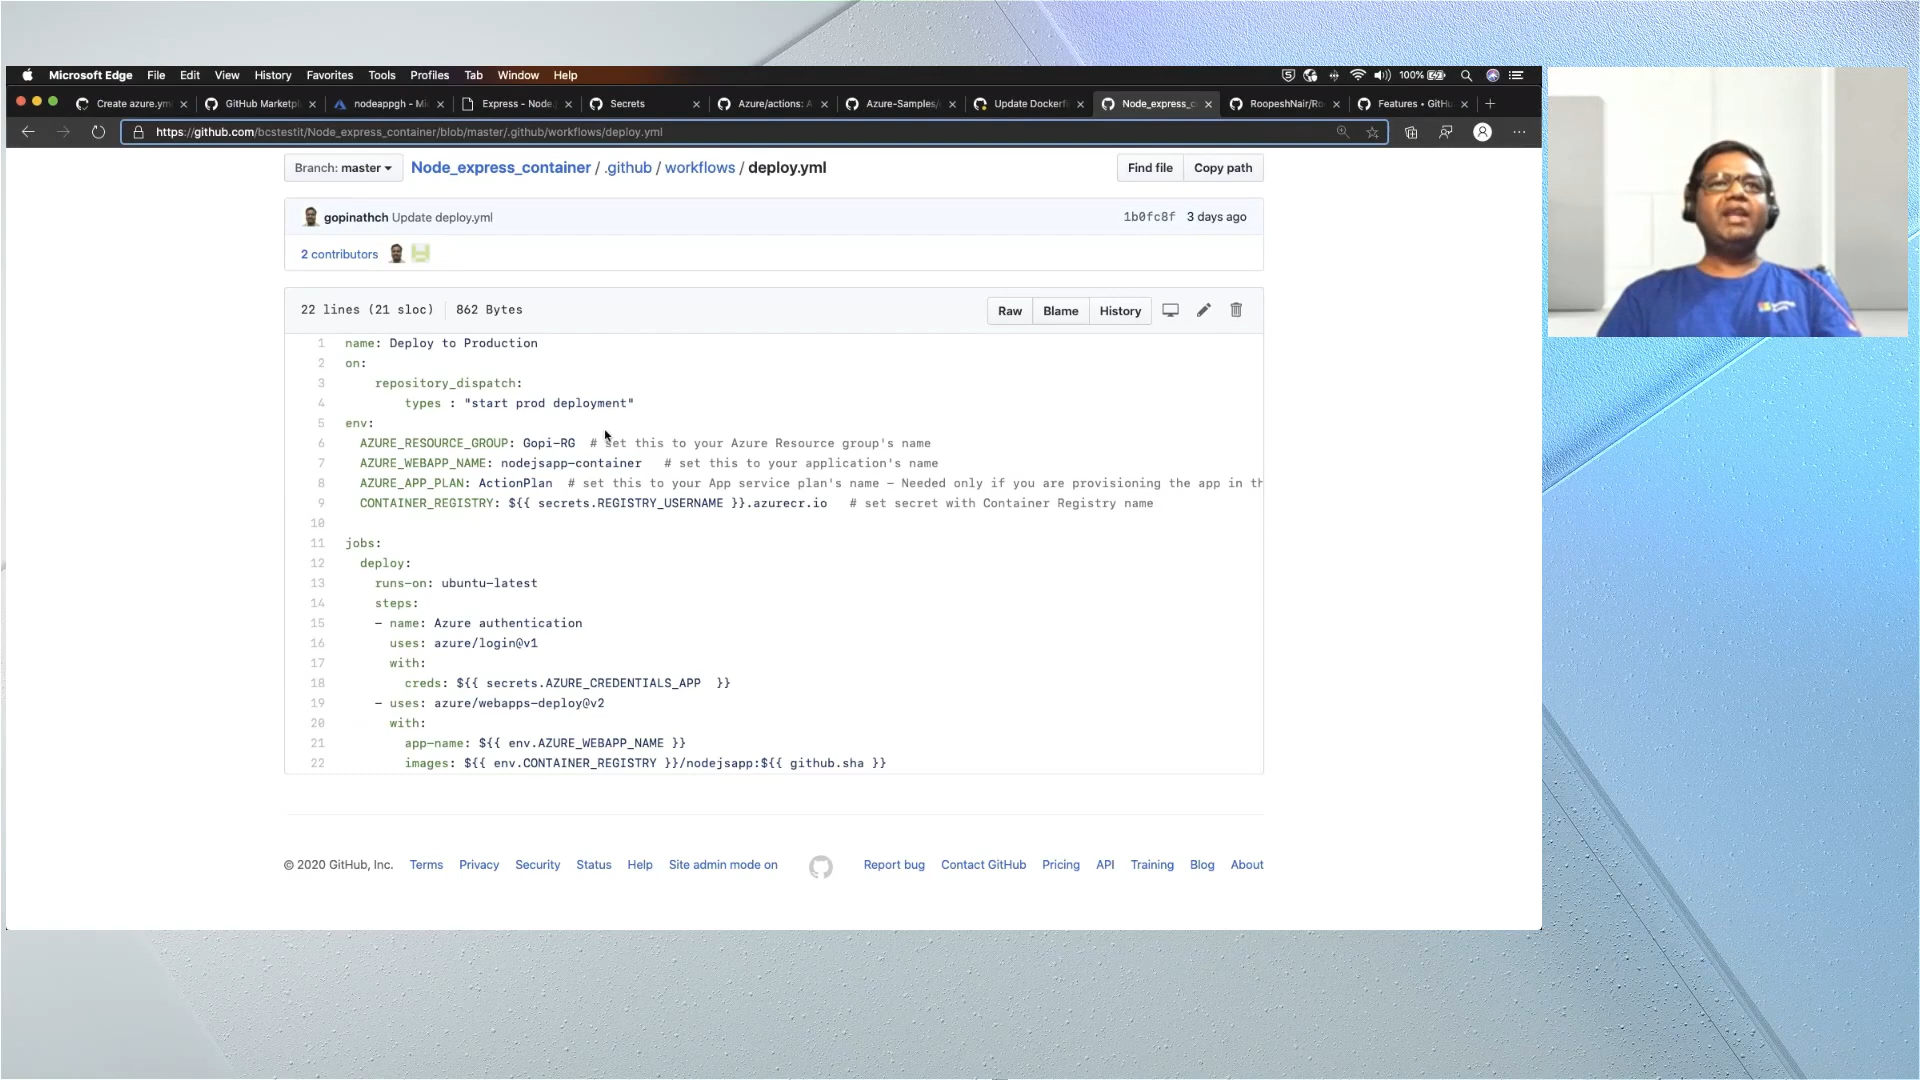 Microsoft Edge File Edit View History Favorites Tools Profiles Tab Window Help 100%
Create azure.ym GitHub Marketpl nodeappgh - Mi Express - Node. Secrets Azure/actions: A Azure-Samples/ Update Dockerfi Node_express_c RoopeshNair/Ro Features • GitHu
https://github.com/bcstestit/Node_express_container/blob/master/.github/workflows/deploy.yml
Branch: master Node_express_container / .github / workflows / deploy.yml Find file Copy path
gopinathch Update deploy.yml 1b0fc8f 3 days ago
2 contributors
22 lines (21 sloc) 862 Bytes Raw Blame History
1 name: Deploy to Production
2 on:
3 repository_dispatch:
4 types : "start prod deployment"
5 env:
6 AZURE_RESOURCE_GROUP: Gopi-RG # set this to your Azure Resource group's name
7 AZURE_WEBAPP_NAME: nodejsapp-container # set this to your application's name
8 AZURE_APP_PLAN: ActionPlan # set this to your App service plan's name - Needed only if you are provisioning the app in th
9 CONTAINER_REGISTRY: ${{ secrets.REGISTRY_USERNAME }}.azurecr.io # set secret with Container Registry name
10
11 jobs:
12 deploy:
13 runs-on: ubuntu-latest
14 steps:
15 - name: Azure authentication
16 uses: azure/login@v1
17 with:
18 creds: ${{ secrets.AZURE_CREDENTIALS_APP }}
19 - uses: azure/webapps-deploy@v2
20 with:
21 app-name: ${{ env.AZURE_WEBAPP_NAME }}
22 images: ${{ env.CONTAINER_REGISTRY }}/nodejsapp:${{ github.sha }}
© 2020 GitHub, Inc. Terms Privacy Security Status Help Site admin mode on Report bug Contact GitHub Pricing API Training Blog About